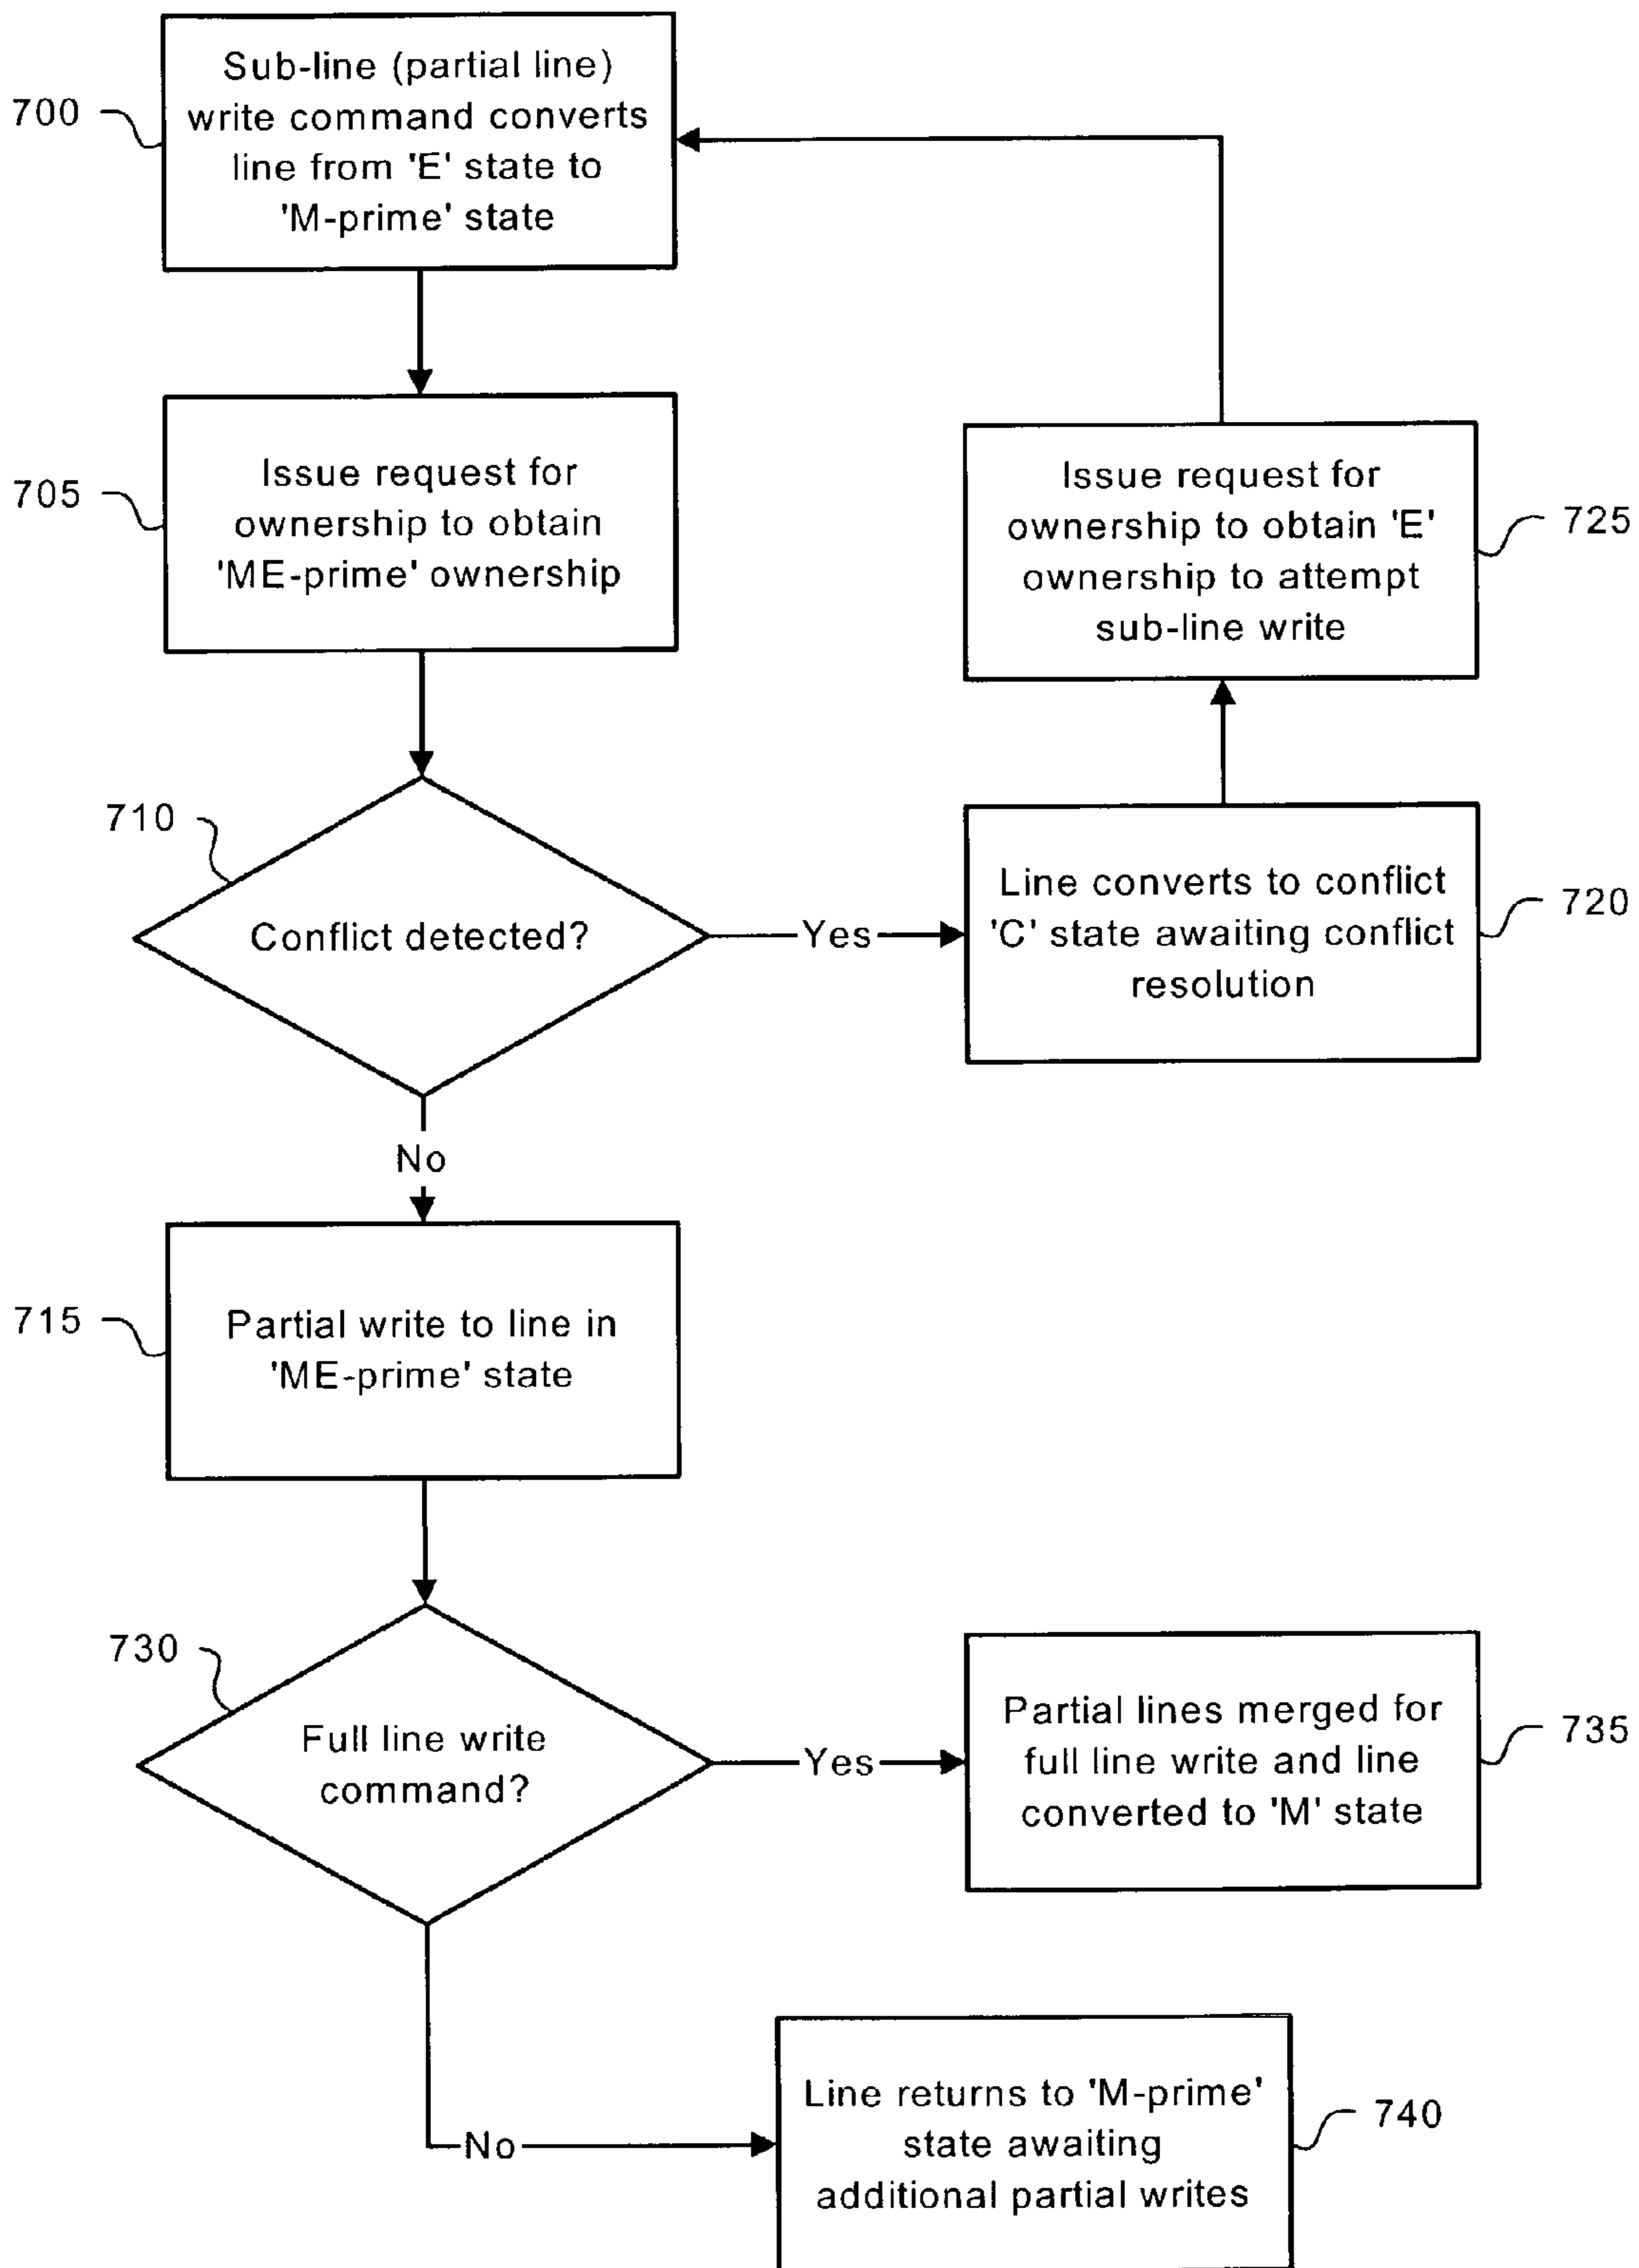 700
Sub-line (partial line)
write command converts
line from 'E' state to
'M-prime' state
705
Issue request for
ownership to obtain
'ME-prime' ownership
725
Issue request for
ownership to obtain 'E'
ownership to attempt
sub-line write
710
Conflict detected?
Yes
720
Line converts to conflict
'C' state awaiting conflict
resolution
No
715
Partial write to line in
'ME-prime' state
730
Full line write
command?
Yes
735
Partial lines merged for
full line write and line
converted to 'M' state
No
740
Line returns to 'M-prime'
state awaiting
additional partial writes